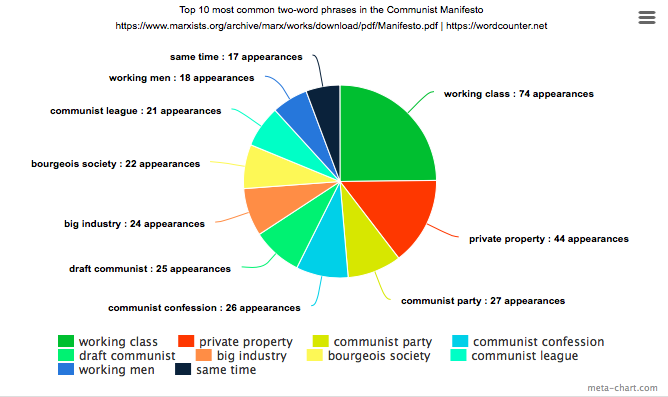 Top 10 most common two-word phrases in the Communist Manifesto
https://www.marxists.org/archive/marx/works/download/pdf/Manifesto.pdf | https://wordcounter.net
same time : 17 appearances
working men : 18 appearances
working class : 74 appearances
communist league : 21 appearances
bourgeois society : 22 appearances
big industry : 24 appearances
private property : 44 appearances
draft communist : 25 appearances
communist party : 27 appearances
communist confession : 26 appearances
working class private property communist party communist confession
draft communist big industry bourgeois society communist league
working men same time
meta-chart.com